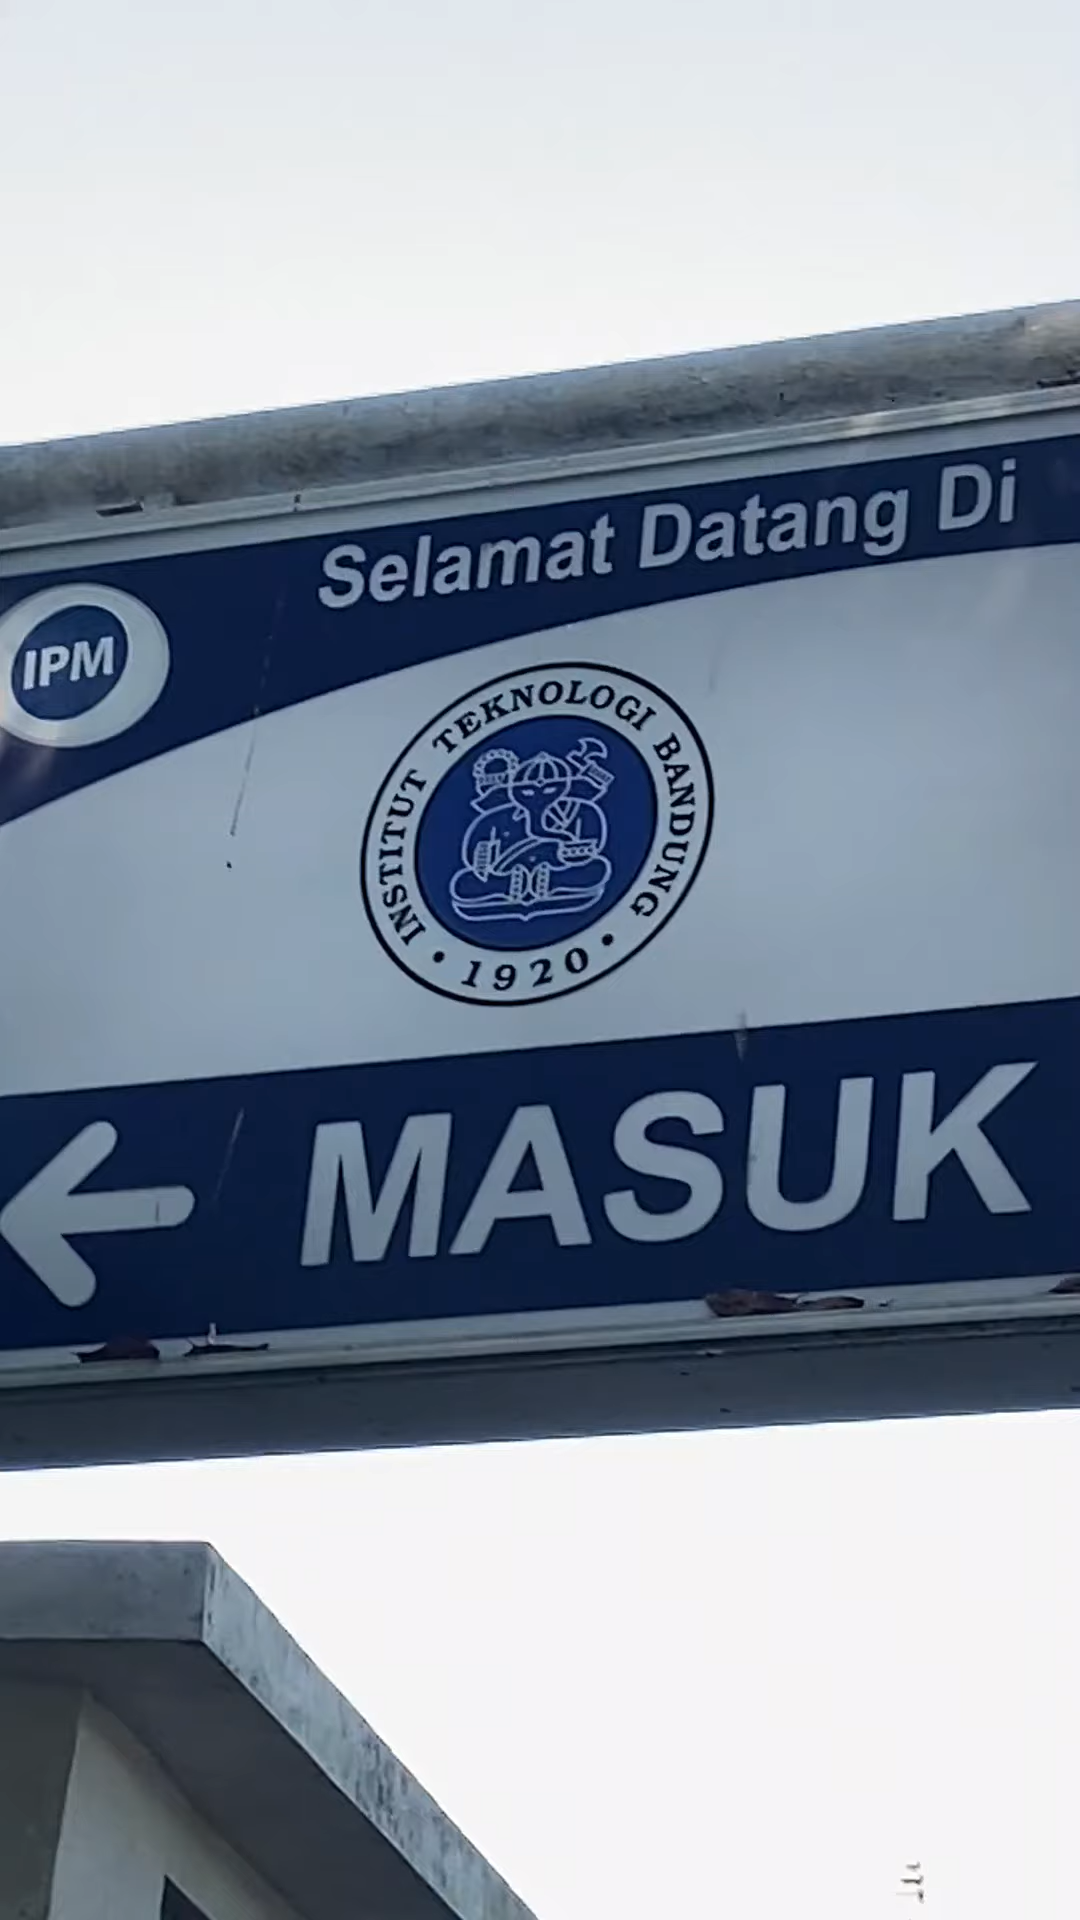 Selamat Datang Di
IPM
INSTITUT TEKNOLOGI BANDUNG
• 1920 •
← MASUK